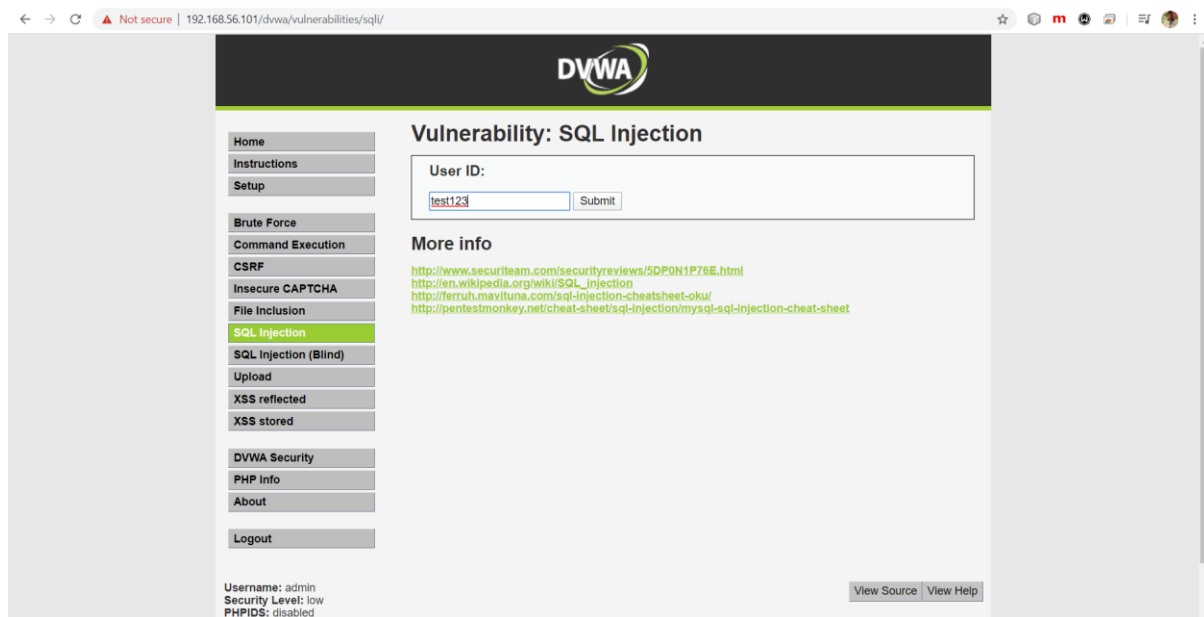 Not secure | 192.168.56.101/dvwa/vulnerabilities/sqli/
m
DVWA
Home
Instructions
Setup
Brute Force
Command Execution
CSRF
Insecure CAPTCHA
File Inclusion
SQL Injection
SQL Injection (Blind)
Upload
XSS reflected
XSS stored
DVWA Security
PHP Info
About
Logout
Vulnerability: SQL Injection
User ID:
test123 Submit
More info
http://www.securiteam.com/securityreviews/5DP0N1P76E.html
http://en.wikipedia.org/wiki/SQL_injection
http://ferruh.mavituna.com/sql-injection-cheatsheet-oku/
http://pentestmonkey.net/cheat-sheet/sql-injection/mysql-sql-injection-cheat-sheet
Username: admin
Security Level: low
PHPIDS: disabled
View Source View Help